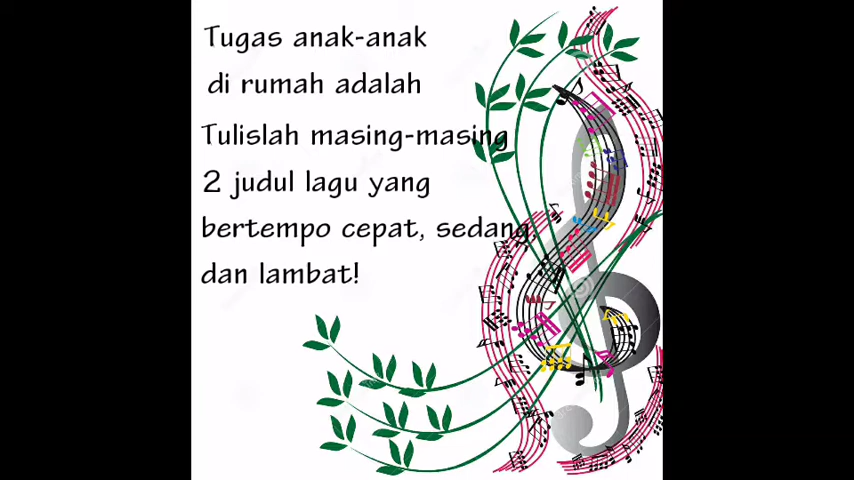 Tugas anak-anak
di rumah adalah
Tulislah masing-masing
2 judul lagu yang
bertempo cepat, sedang,
dan lambat!